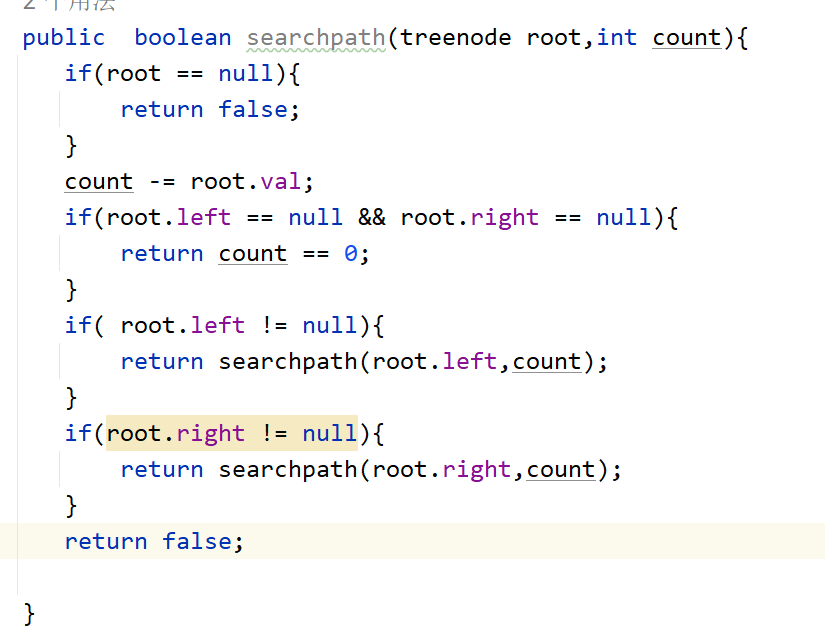 2 个用法
public  boolean searchpath(treenode root,int count){
    if(root == null){
        return false;
    }
    count -= root.val;
    if(root.left == null && root.right == null){
        return count == 0;
    }
    if( root.left != null){
        return searchpath(root.left,count);
    }
    if(root.right != null){
        return searchpath(root.right,count);
    }
    return false;
}